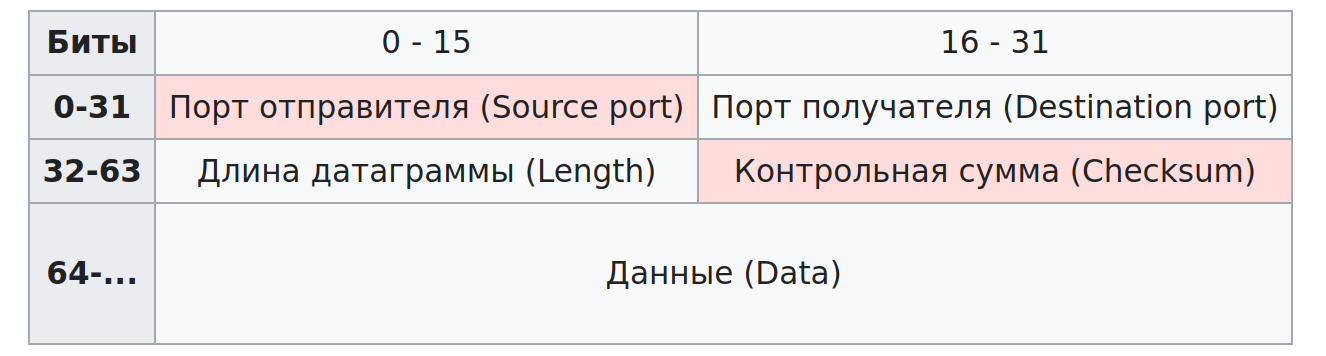 Биты 0 - 15 16 - 31
0-31 Порт отправителя (Source port) Порт получателя (Destination port)
32-63 Длина датаграммы (Length) Контрольная сумма (Checksum)
64-... Данные (Data)